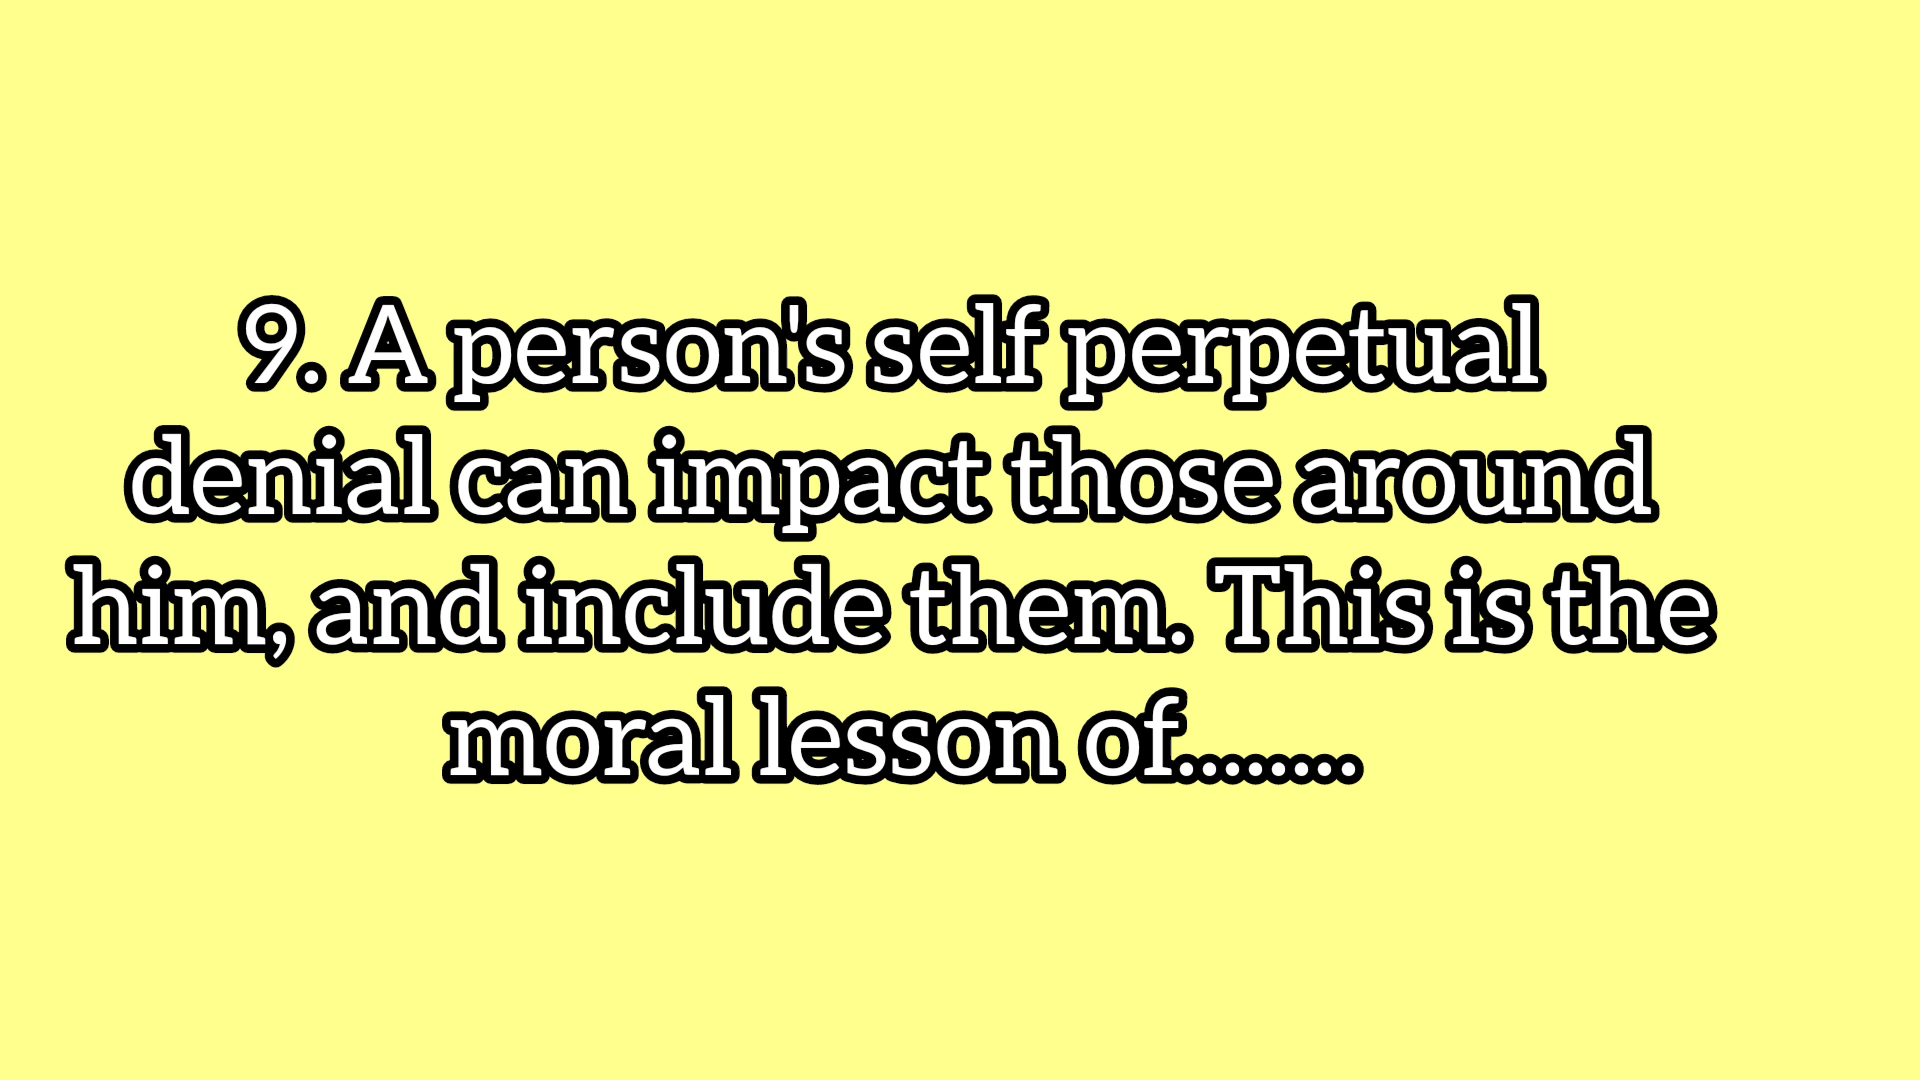 9. A person's self perpetual
denial can impact those around
him, and include them. This is the
moral lesson of........